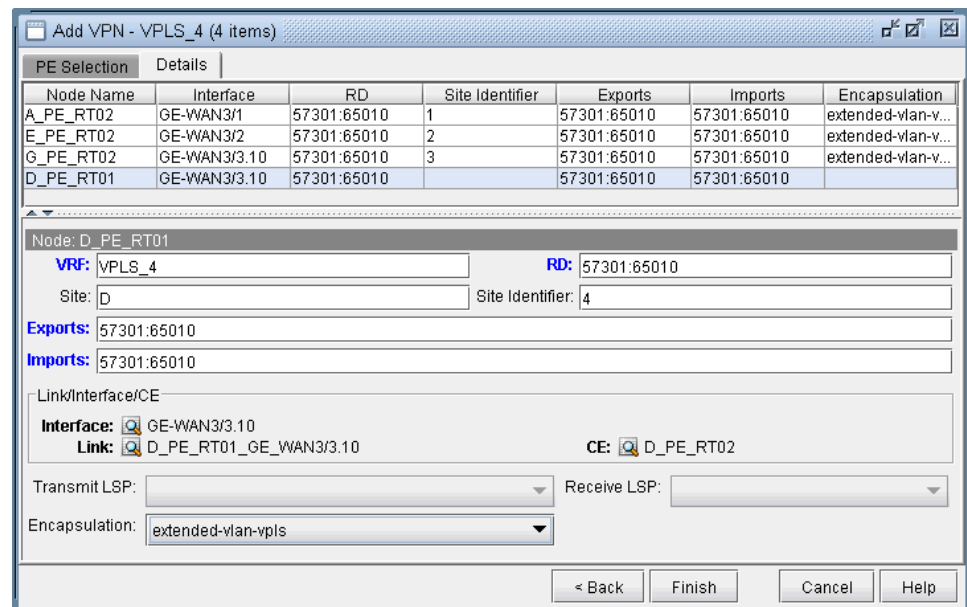 Add VPN - VPLS_4 (4 items)
PE Selection Details
Node Name Interface RD Site Identifier Exports Imports Encapsulation
A_PE_RT02 GE-WAN3/1 57301:65010 1 57301:65010 57301:65010 extended-vlan-v...
E_PE_RT02 GE-WAN3/2 57301:65010 2 57301:65010 57301:65010 extended-vlan-v...
G_PE_RT02 GE-WAN3/3.10 57301:65010 3 57301:65010 57301:65010 extended-vlan-v...
D_PE_RT01 GE-WAN3/3.10 57301:65010 57301:65010 57301:65010
Node: D_PE_RT01
VRF: VPLS_4 RD: 57301:65010
Site: D Site Identifier: 4
Exports: 57301:65010
Imports: 57301:65010
Link/Interface/CE
Interface: GE-WAN3/3.10
Link: D_PE_RT01_GE_WAN3/3.10 CE: D_PE_RT02
Transmit LSP: Receive LSP:
Encapsulation: extended-vlan-vpls
< Back Finish Cancel Help